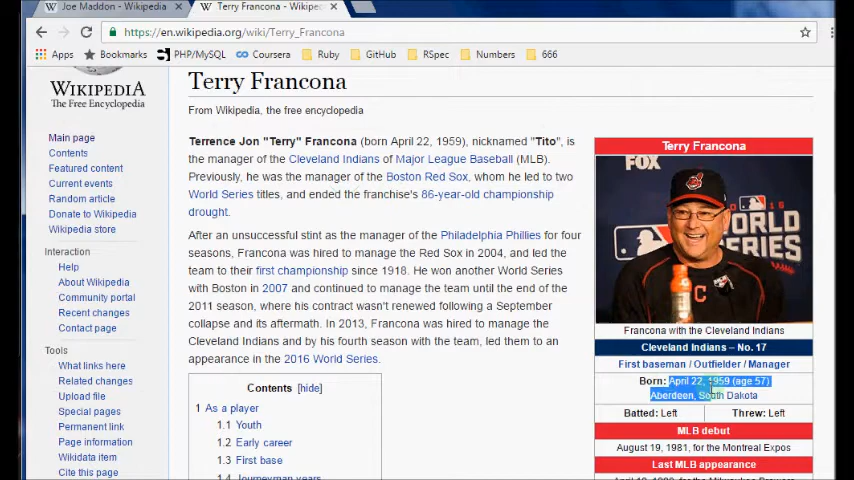 Joe Maddon - Wikipedia
Terry Francona - Wikipe
https://en.wikipedia.org/wiki/Terry_Francona
Apps Bookmarks PHP/MySQL Coursera Ruby GitHub RSpec Numbers 666
WIKIPEDIA
The Free Encyclopedia
Main page
Contents
Featured content
Current events
Random article
Donate to Wikipedia
Wikipedia store
Interaction
Help
About Wikipedia
Community portal
Recent changes
Contact page
Tools
What links here
Related changes
Upload file
Special pages
Permanent link
Page information
Wikidata item
Cite this page
Terry Francona
From Wikipedia, the free encyclopedia
Terrence Jon "Terry" Francona (born April 22, 1959), nicknamed "Tito", is
the manager of the Cleveland Indians of Major League Baseball (MLB).
Previously, he was the manager of the Boston Red Sox, whom he led to two
World Series titles, and ended the franchise's 86-year-old championship
drought.
After an unsuccessful stint as the manager of the Philadelphia Phillies for four
seasons, Francona was hired to manage the Red Sox in 2004, and led the
team to their first championship since 1918. He won another World Series
with Boston in 2007 and continued to manage the team until the end of the
2011 season, where his contract wasn't renewed following a September
collapse and its aftermath. In 2013, Francona was hired to manage the
Cleveland Indians and by his fourth season with the team, led them to an
appearance in the 2016 World Series.
Contents [hide]
1 As a player
1.1 Youth
1.2 Early career
1.3 First base
1.4 Journeyman years
Terry Francona
FOX
WORLD
SERIES
C
Francona with the Cleveland Indians
Cleveland Indians – No. 17
First baseman / Outfielder / Manager
Born: April 22, 1959 (age 57)
Aberdeen, South Dakota
Batted: Left Threw: Left
MLB debut
August 19, 1981, for the Montreal Expos
Last MLB appearance